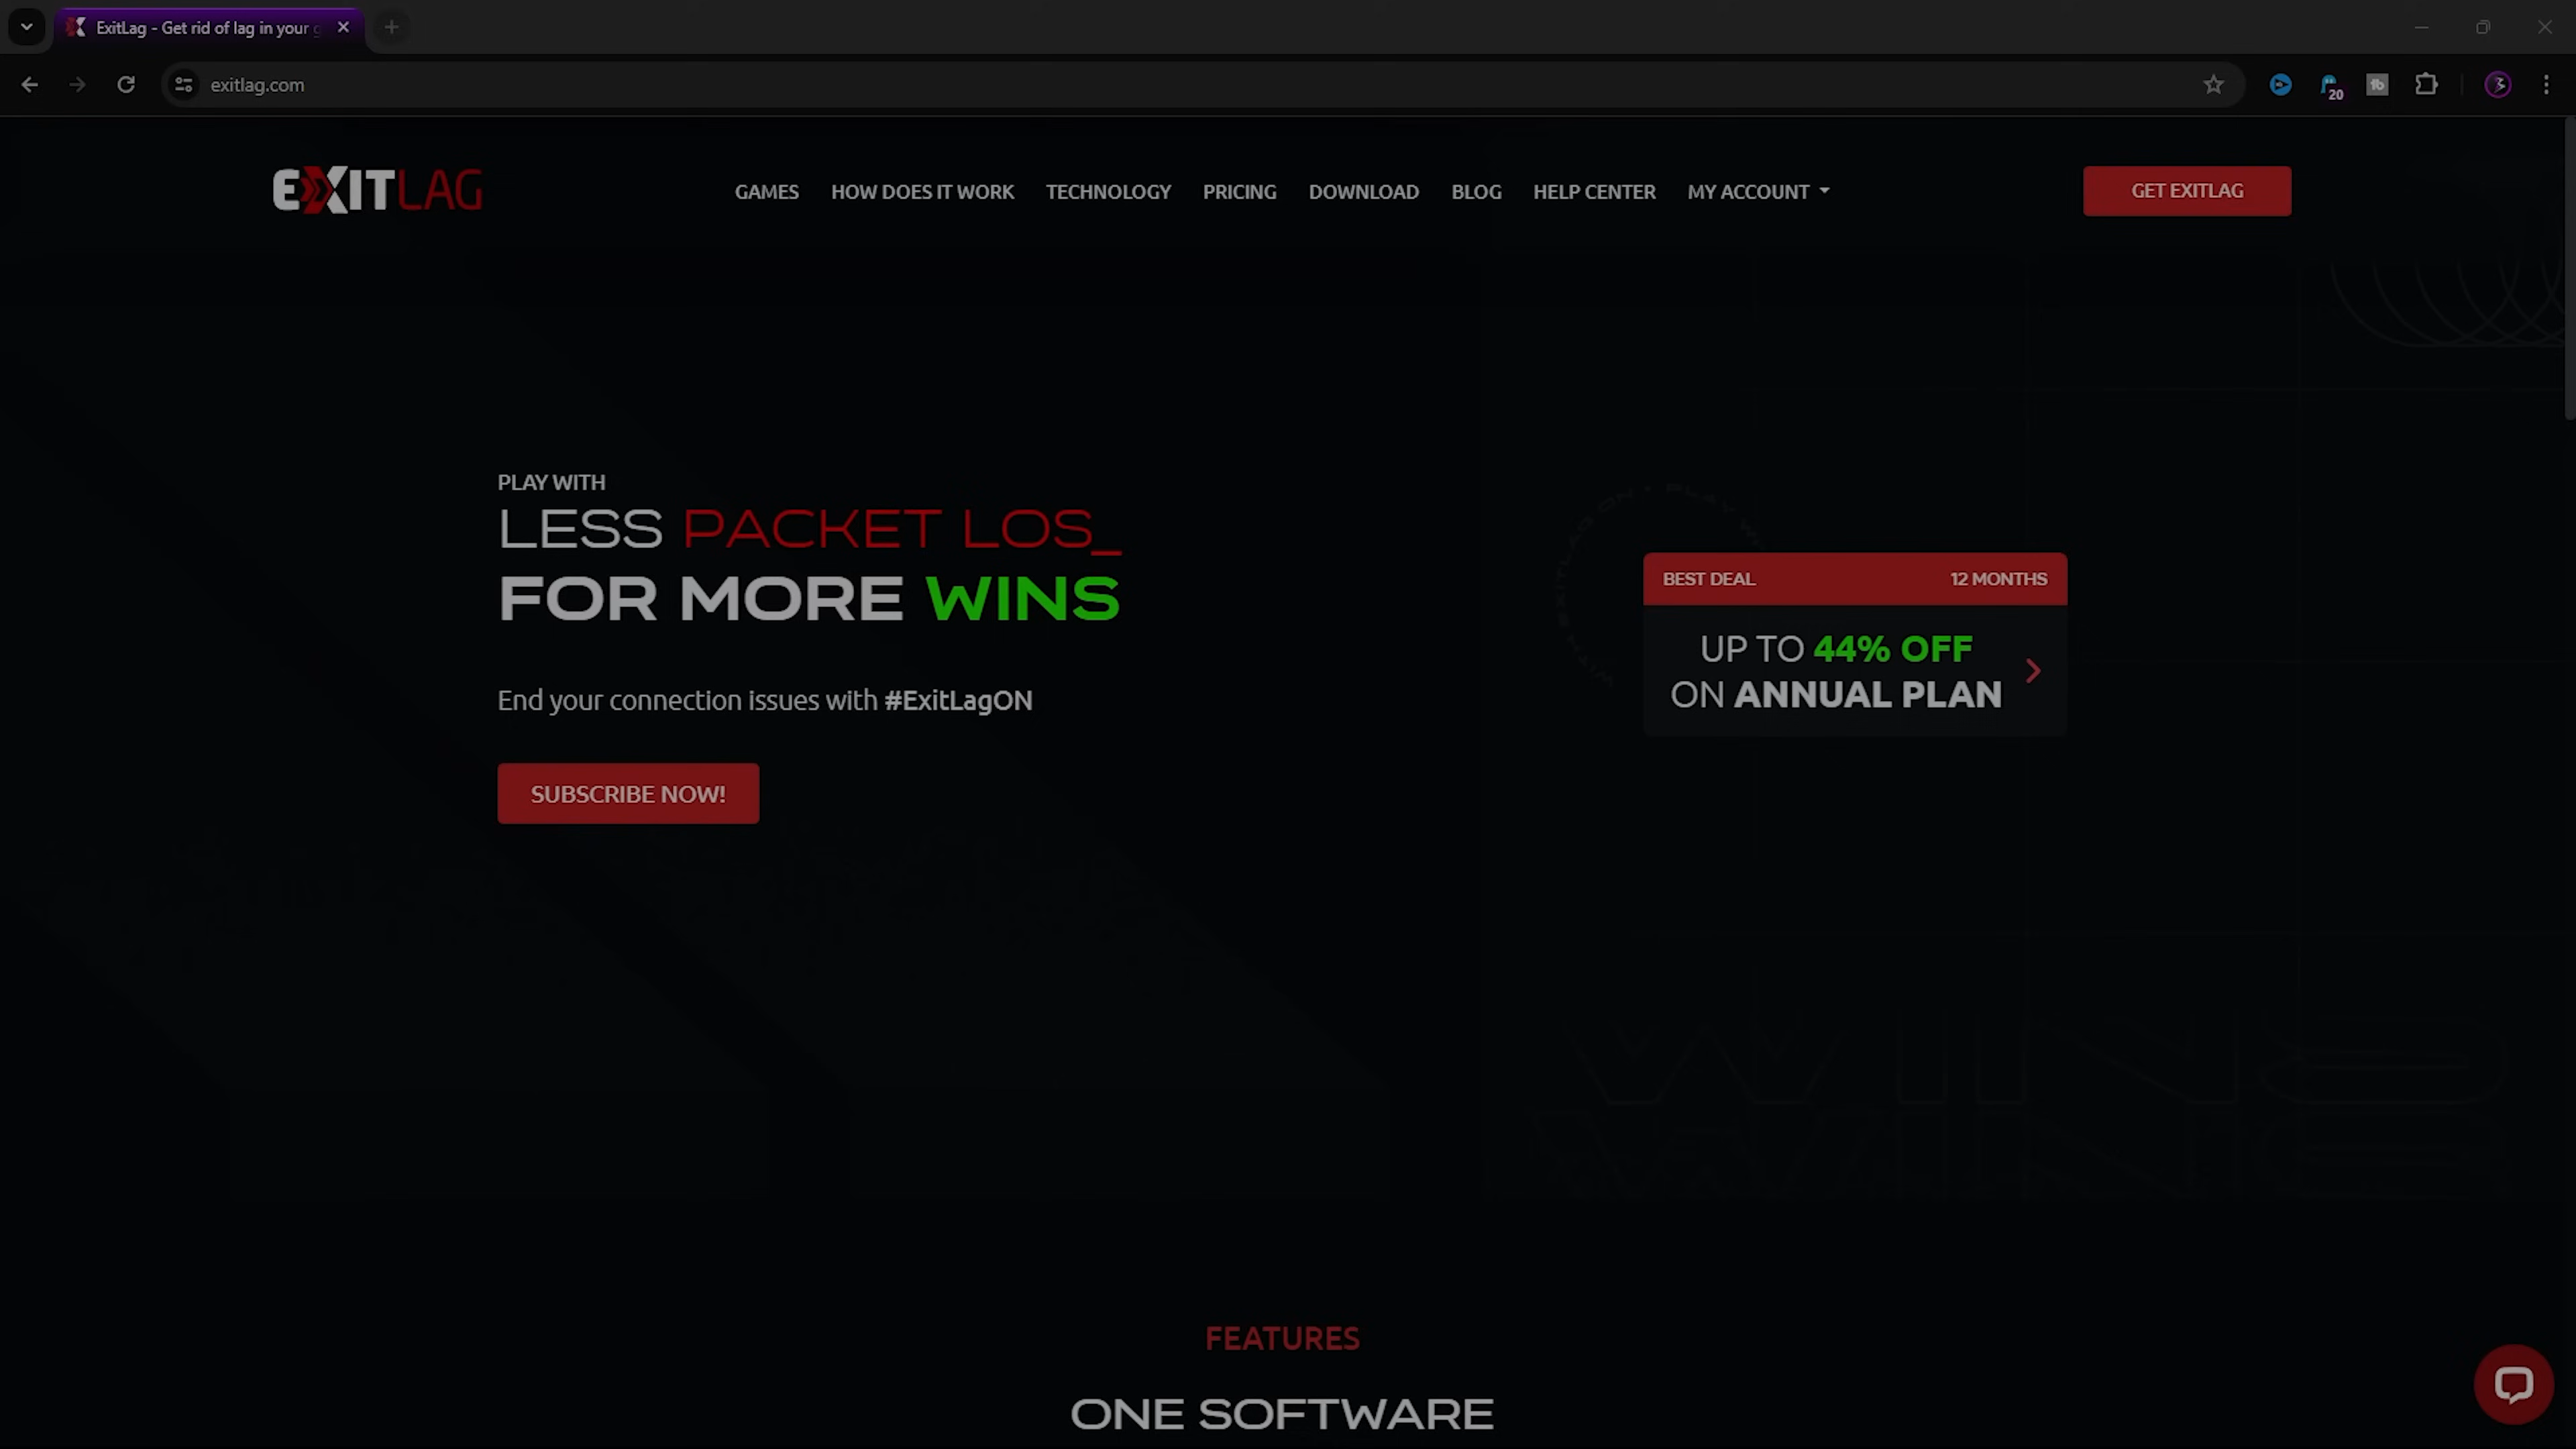 ExitLag - Get rid of lag in your g
exitlag.com
20
EXITLAG
GAMES HOW DOES IT WORK TECHNOLOGY PRICING DOWNLOAD BLOG HELP CENTER MY ACCOUNT
GET EXITLAG
PLAY WITH
LESS PACKET LOS_
FOR MORE WINS
End your connection issues with #ExitLagON
SUBSCRIBE NOW!
BEST DEAL 12 MONTHS
UP TO 44% OFF
ON ANNUAL PLAN
WINS
FEATURES
ONE SOFTWARE